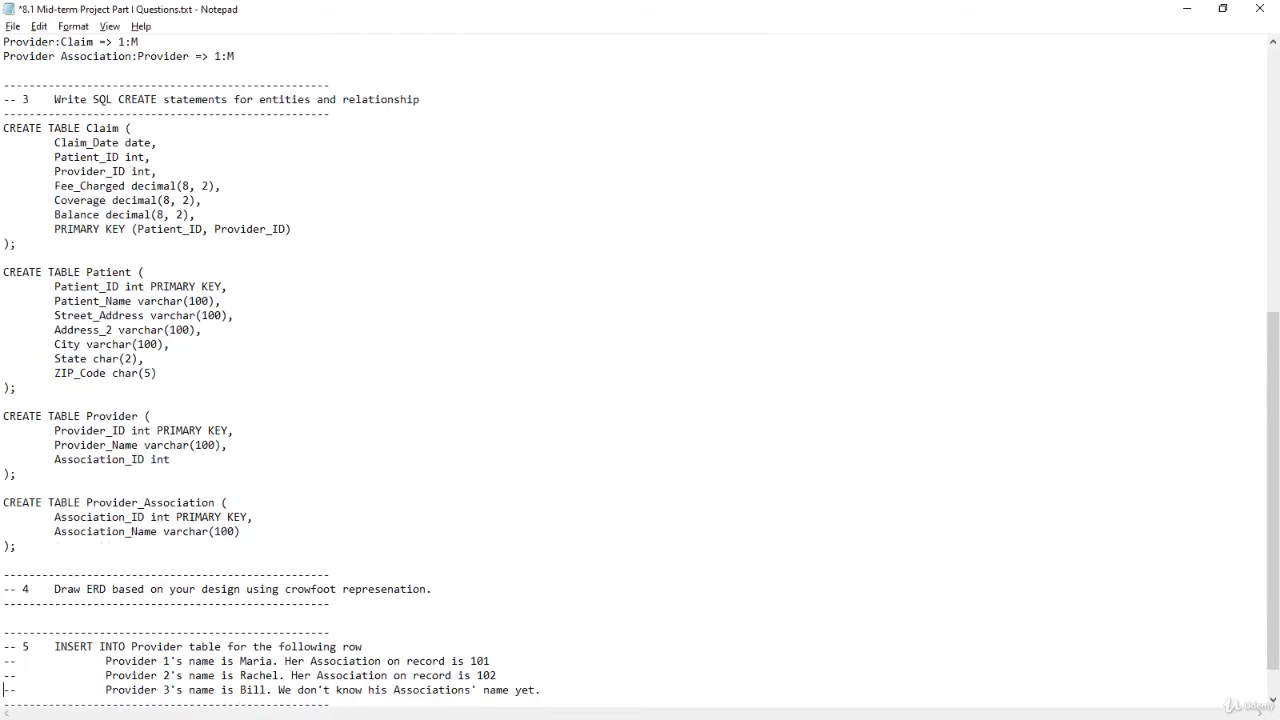 *8.1 Mid-term Project Part I Questions.txt - Notepad
File Edit Format View Help
Provider:Claim => 1:M
Provider Association:Provider => 1:M
---------------------------------------------------
-- 3 Write SQL CREATE statements for entities and relationship
---------------------------------------------------
CREATE TABLE Claim (
Claim_Date date,
Patient_ID int,
Provider_ID int,
Fee_Charged decimal(8, 2),
Coverage decimal(8, 2),
Balance decimal(8, 2),
PRIMARY KEY (Patient_ID, Provider_ID)
);
CREATE TABLE Patient (
Patient_ID int PRIMARY KEY,
Patient_Name varchar(100),
Street_Address varchar(100),
Address_2 varchar(100),
City varchar(100),
State char(2),
ZIP_Code char(5)
);
CREATE TABLE Provider (
Provider_ID int PRIMARY KEY,
Provider_Name varchar(100),
Association_ID int
);
CREATE TABLE Provider_Association (
Association_ID int PRIMARY KEY,
Association_Name varchar(100)
);
---------------------------------------------------
-- 4 Draw ERD based on your design using crowfoot represenation.
---------------------------------------------------
---------------------------------------------------
-- 5 INSERT INTO Provider table for the following row
-- Provider 1's name is Maria. Her Association on record is 101
-- Provider 2's name is Rachel. Her Association on record is 102
-- Provider 3's name is Bill. We don't know his Associations' name yet.
---------------------------------------------------
Udemy